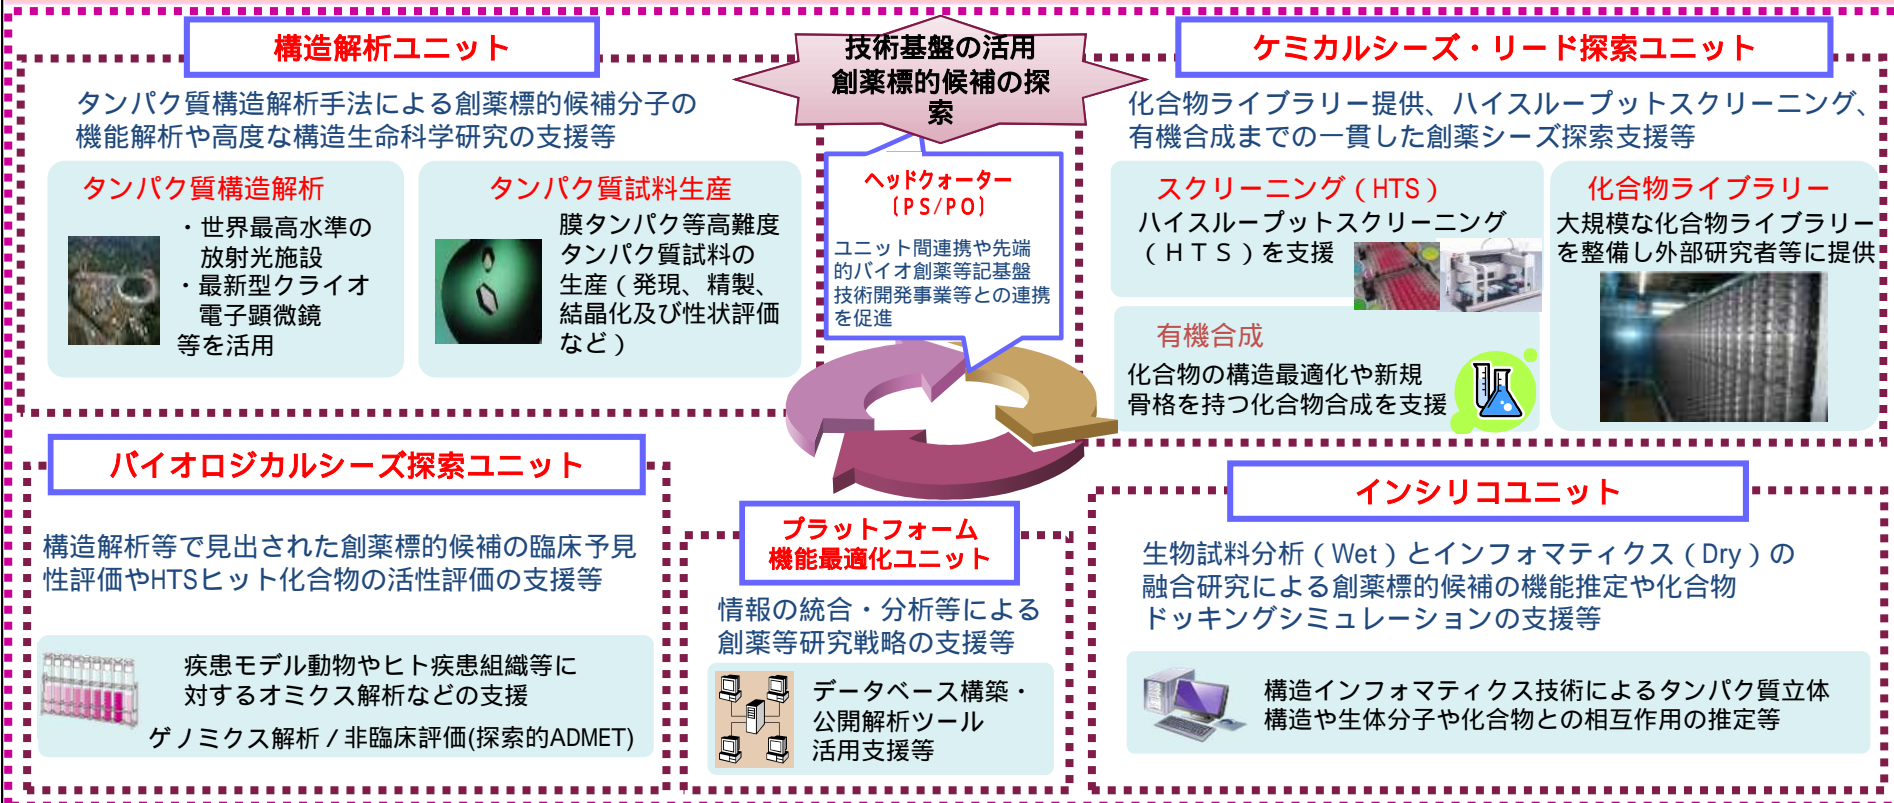 構造解析ユニット
タンパク質構造解析手法による創薬標的候補分子の
機能解析や高度な構造生命科学研究の支援等
タンパク質構造解析
・世界最高水準の
放射光施設
・最新型クライオ
電子顕微鏡
等を活用
タンパク質試料生産
膜タンパク等高難度
タンパク質試料の
生産(発現、精製、
結晶化及び性状評価
など)
技術基盤の活用
創薬標的候補の探
索
ヘッドクォーター
(PS/PO)
ユニット間連携や先端
的バイオ創薬等記基盤
技術開発事業等との連携
を促進
ケミカルシーズ・リード探索ユニット
化合物ライブラリー提供、ハイスループットスクリーニング、
有機合成までの一貫した創薬シーズ探索支援等
スクリーニング(HTS)
ハイスループットスクリーニング
(HTS)を支援
化合物ライブラリー
大規模な化合物ライブラリー
を整備し外部研究者等に提供
有機合成
化合物の構造最適化や新規
骨格を持つ化合物合成を支援
バイオロジカルシーズ探索ユニット
構造解析等で見出された創薬標的候補の臨床予見
性評価やHTSヒット化合物の活性評価の支援等
疾患モデル動物やヒト疾患組織等に
対するオミクス解析などの支援
ゲノミクス解析/非臨床評価(探索的ADMET)
プラットフォーム
機能最適化ユニット
情報の統合・分析等による
創薬等研究戦略の支援等
データベース構築・
公開解析ツール
活用支援等
インシリコユニット
生物試料分析(Wet)とインフォマティクス(Dry)の
融合研究による創薬標的候補の機能推定や化合物
ドッキングシミュレーションの支援等
構造インフォマティクス技術によるタンパク質立体
構造や生体分子や化合物との相互作用の推定等